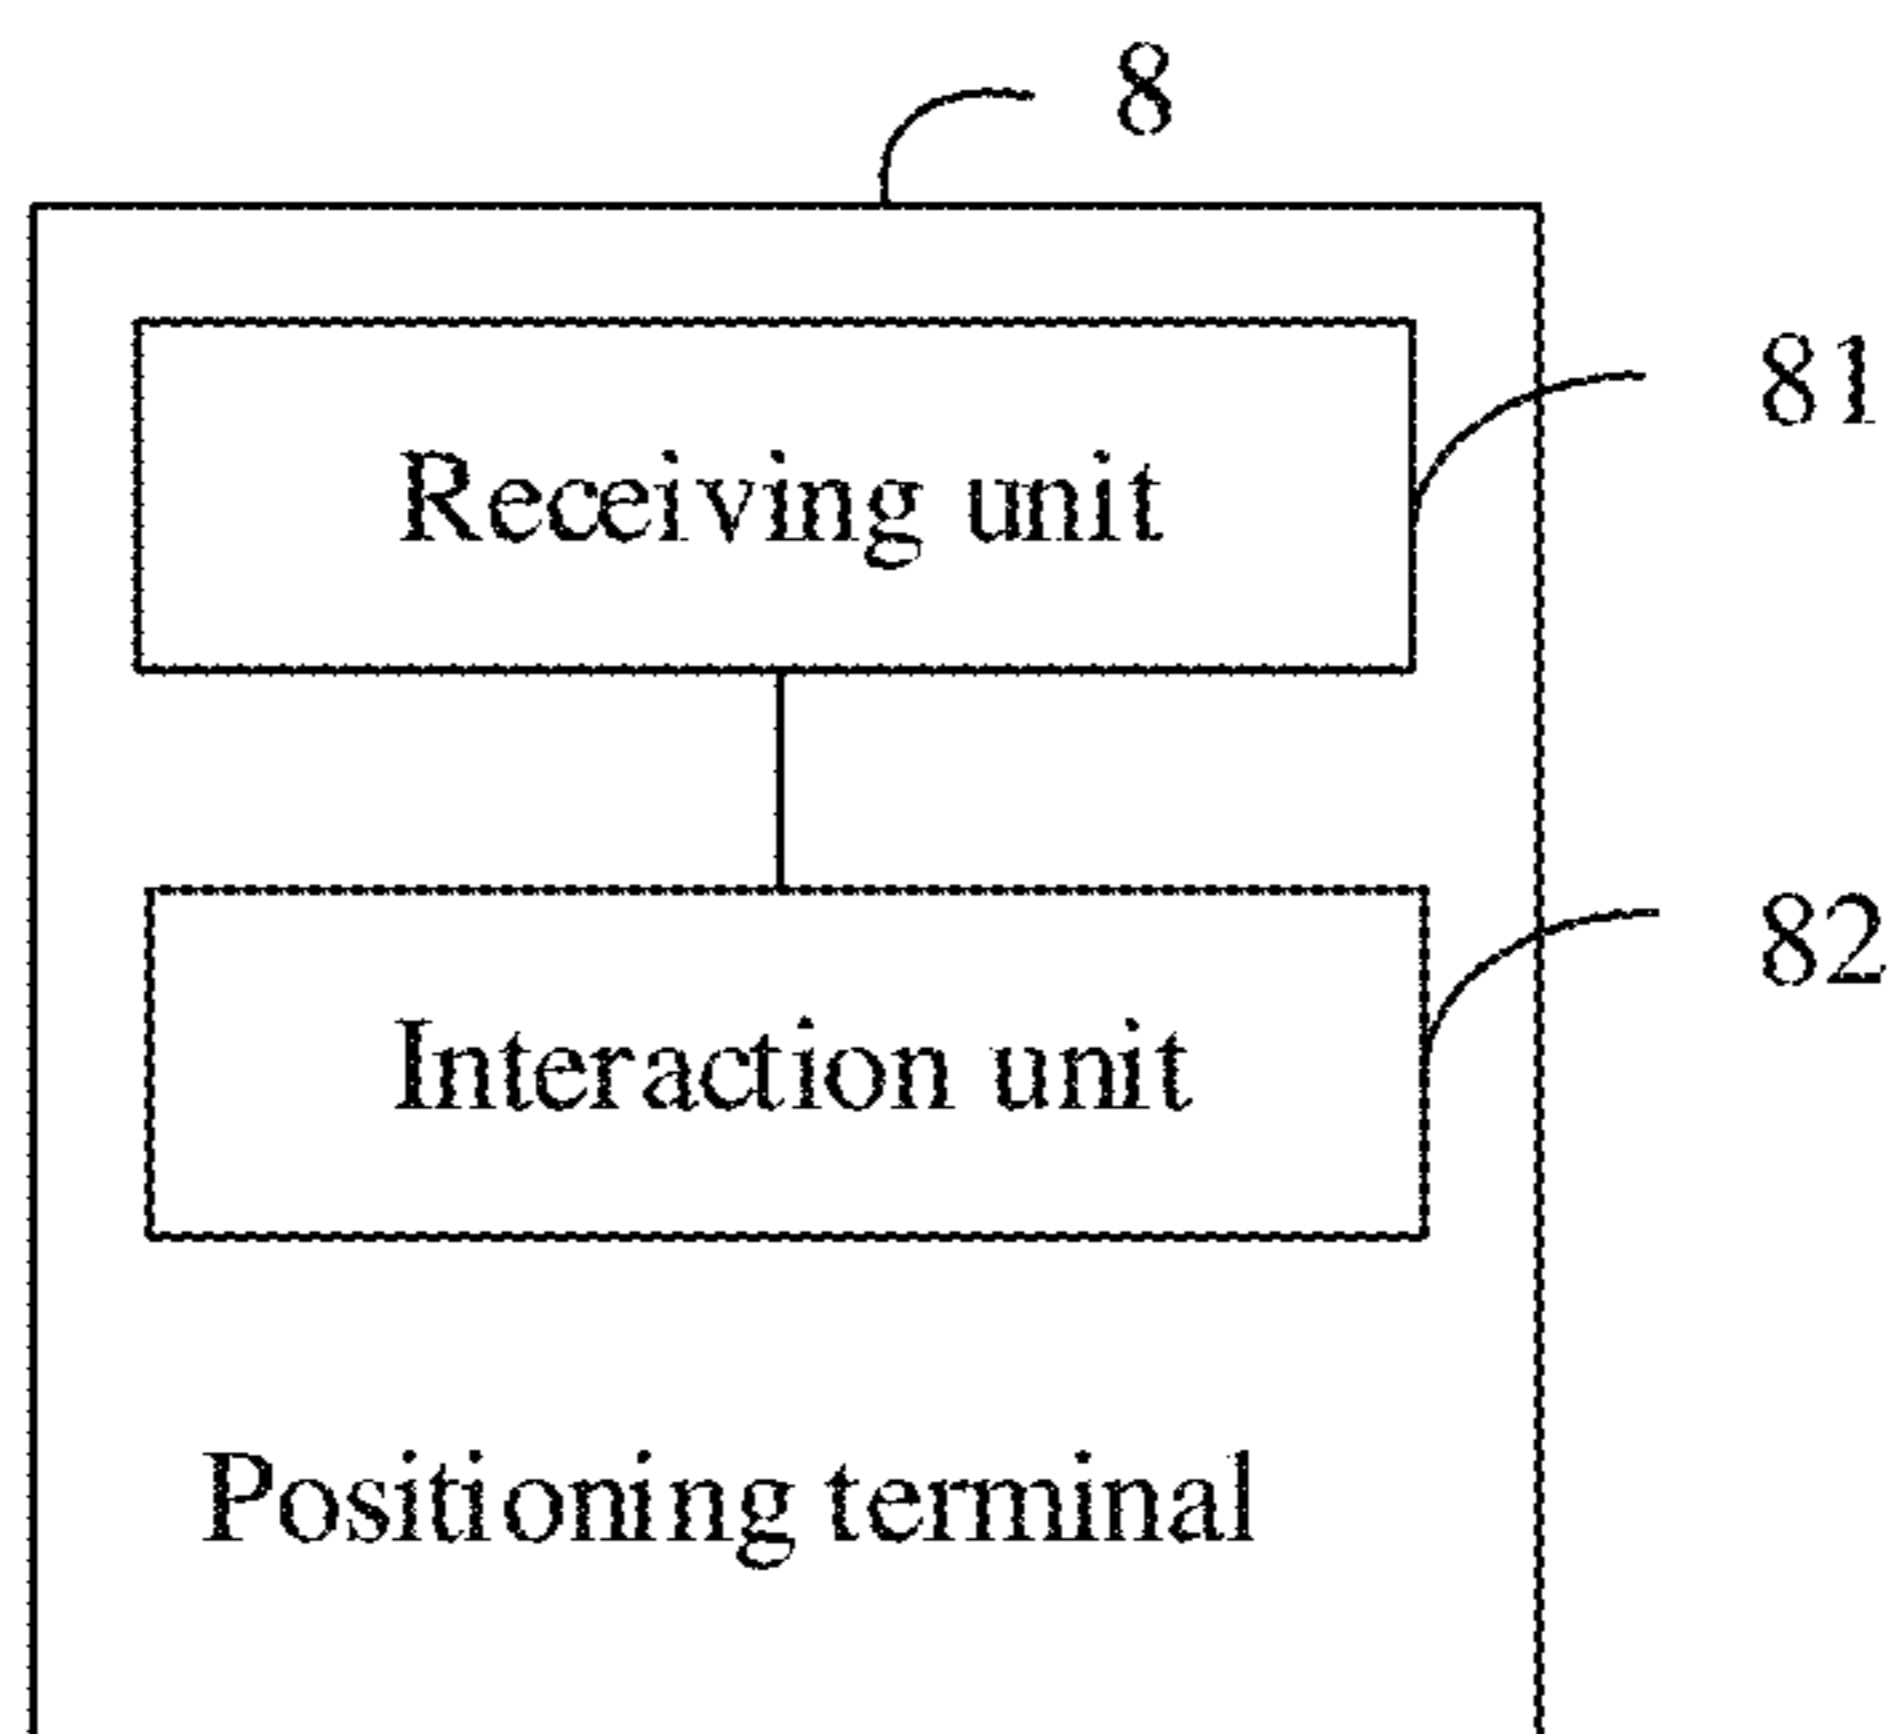 8
81
Receiving unit
82
Interaction unit
Positioning terminal